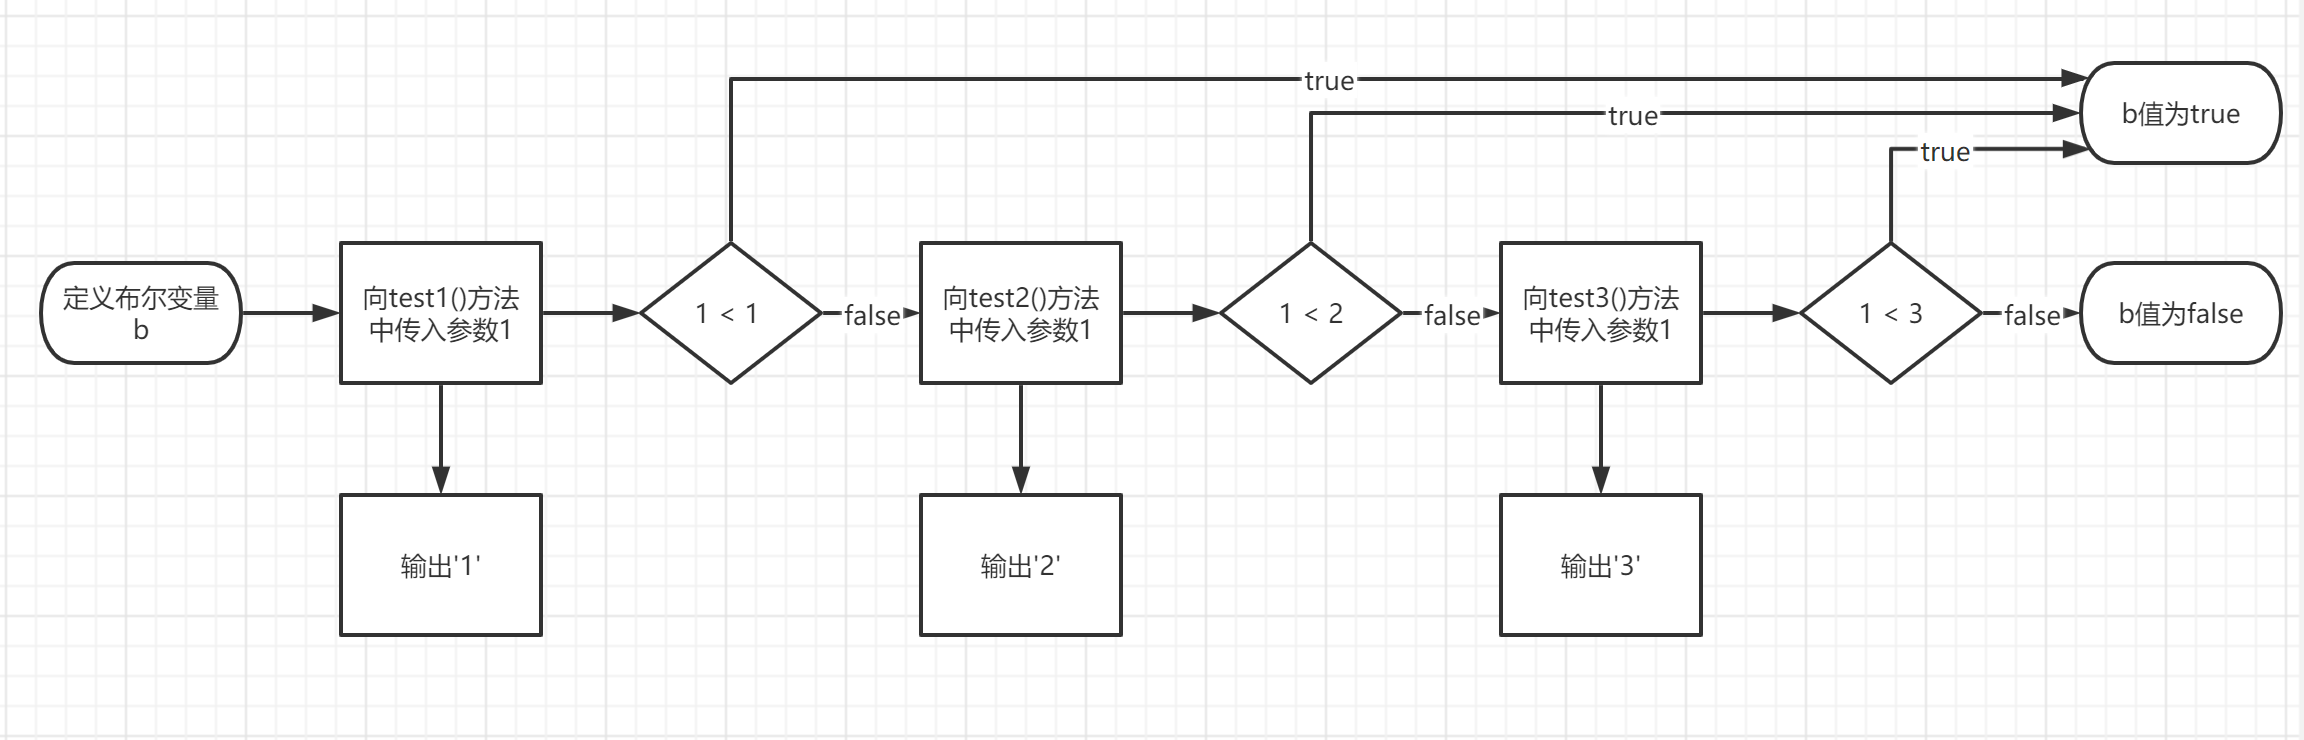 true
true
b值为true
true
定义布尔变量
b
向test1()方法
中传入参数1
1 < 1
false
向test2()方法
中传入参数1
1 < 2
false
向test3()方法
中传入参数1
1 < 3
false
b值为false
输出'1'
输出'2'
输出'3'